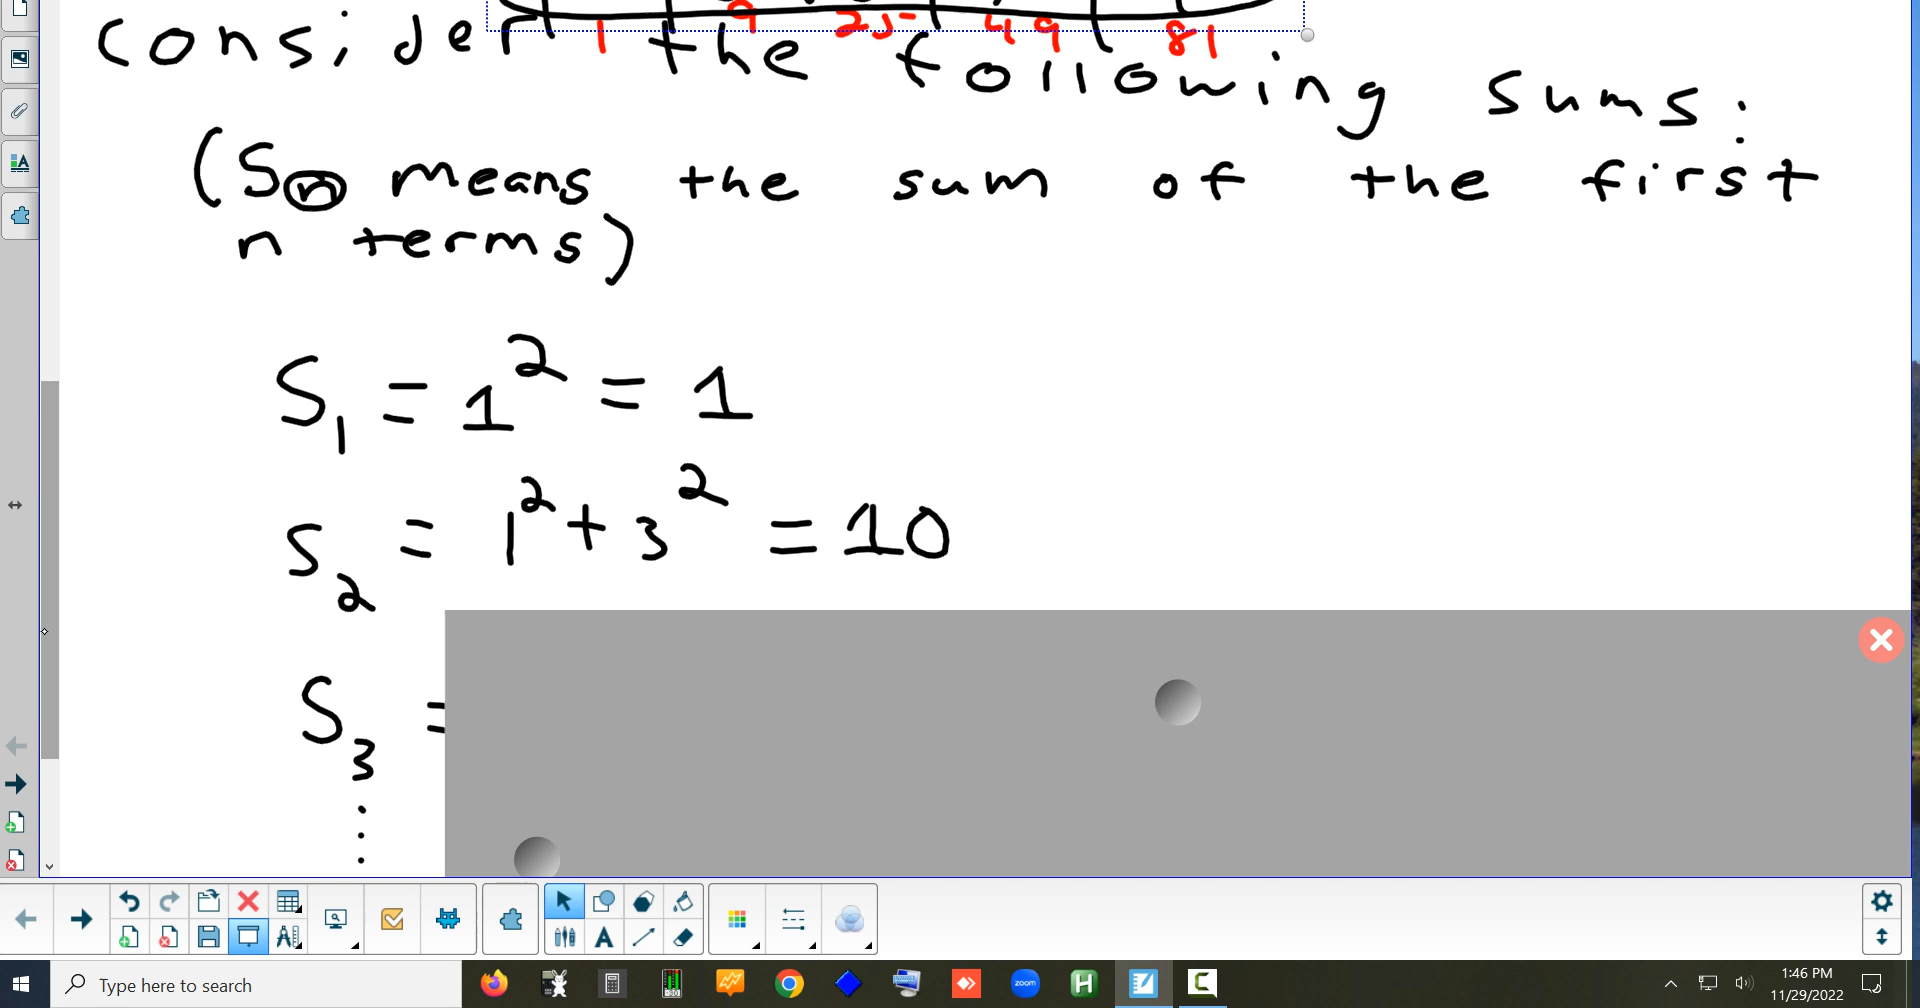 1 9 25 49 81
consider the following sums:
(Sₙ means the sum of the first
n terms)
S₁ = 1² = 1
S₂ = 1² + 3² = 10
S₃ =
⋮
Type here to search
zoom
1:46 PM
11/29/2022